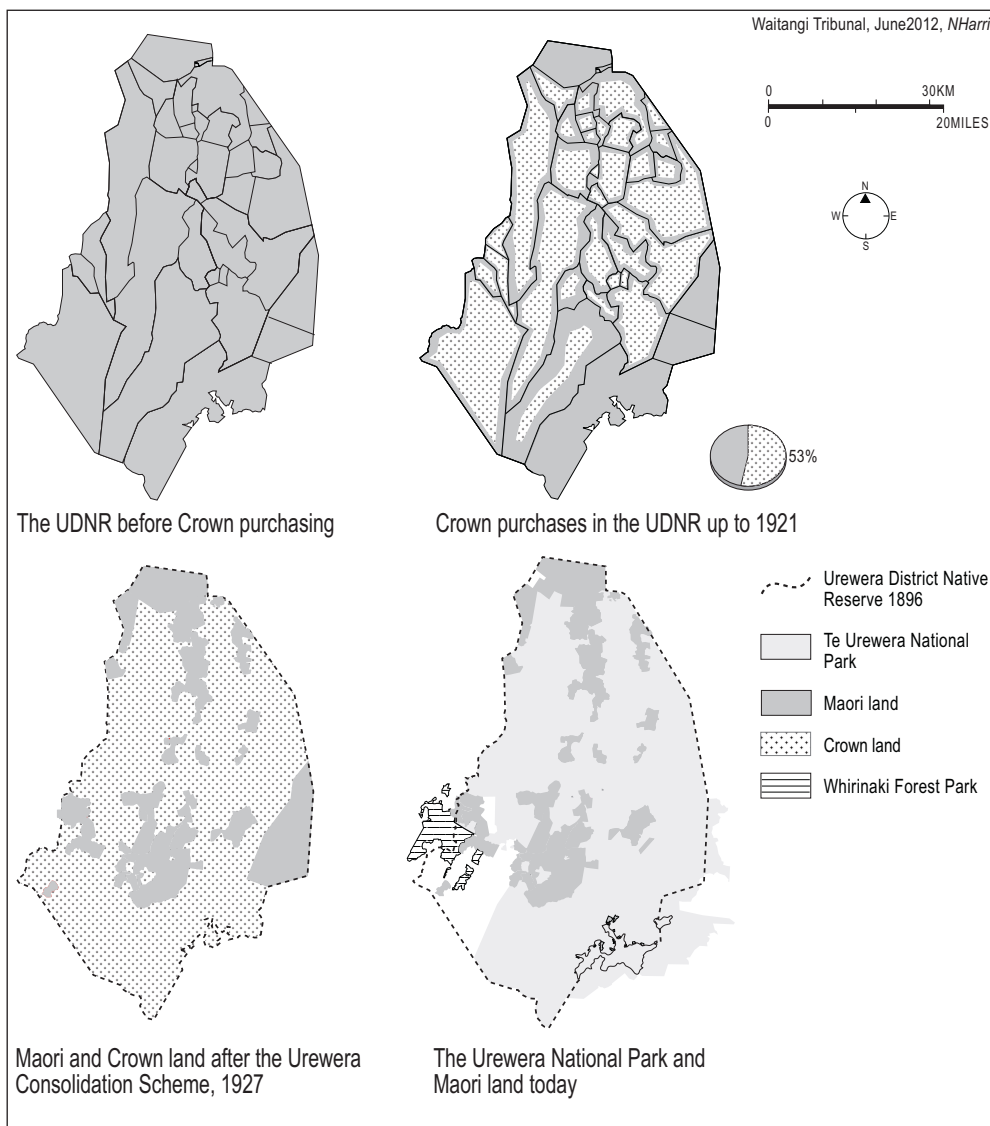 Waitangi Tribunal, June2012, NHarri
0 30KM
0 20MILES
N
W E
S
53%
The UDNR before Crown purchasing
Crown purchases in the UDNR up to 1921
Urewera District Native
Reserve 1896
Te Urewera National
Park
Maori land
Crown land
Whirinaki Forest Park
Maori and Crown land after the Urewera
Consolidation Scheme, 1927
The Urewera National Park and
Maori land today